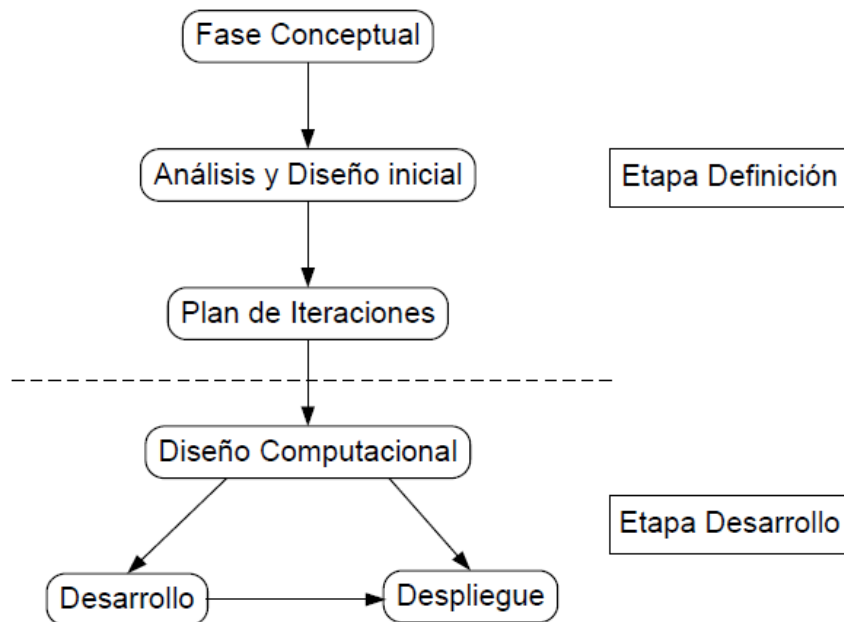 Fase Conceptual
Análisis y Diseño inicial
Etapa Definición
Plan de Iteraciones
Diseño Computacional
Etapa Desarrollo
Desarrollo
Despliegue